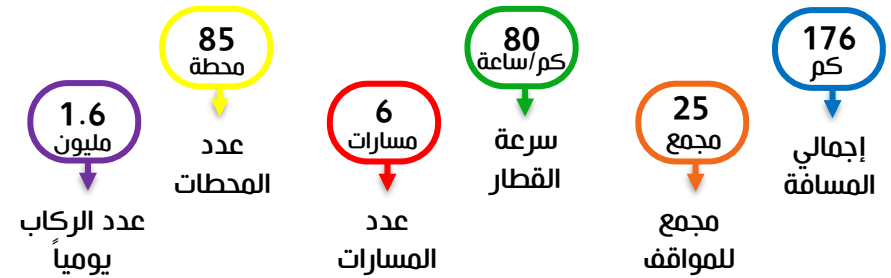 176
كم
إجمالي
المسافة
25
مجمع
مجمع
للمواقف
80
كم/ساعة
سرعة
القطار
6
مسارات
عدد
المسارات
85
محطة
عدد
المحطات
1.6
مليون
عدد الركاب
يومياً